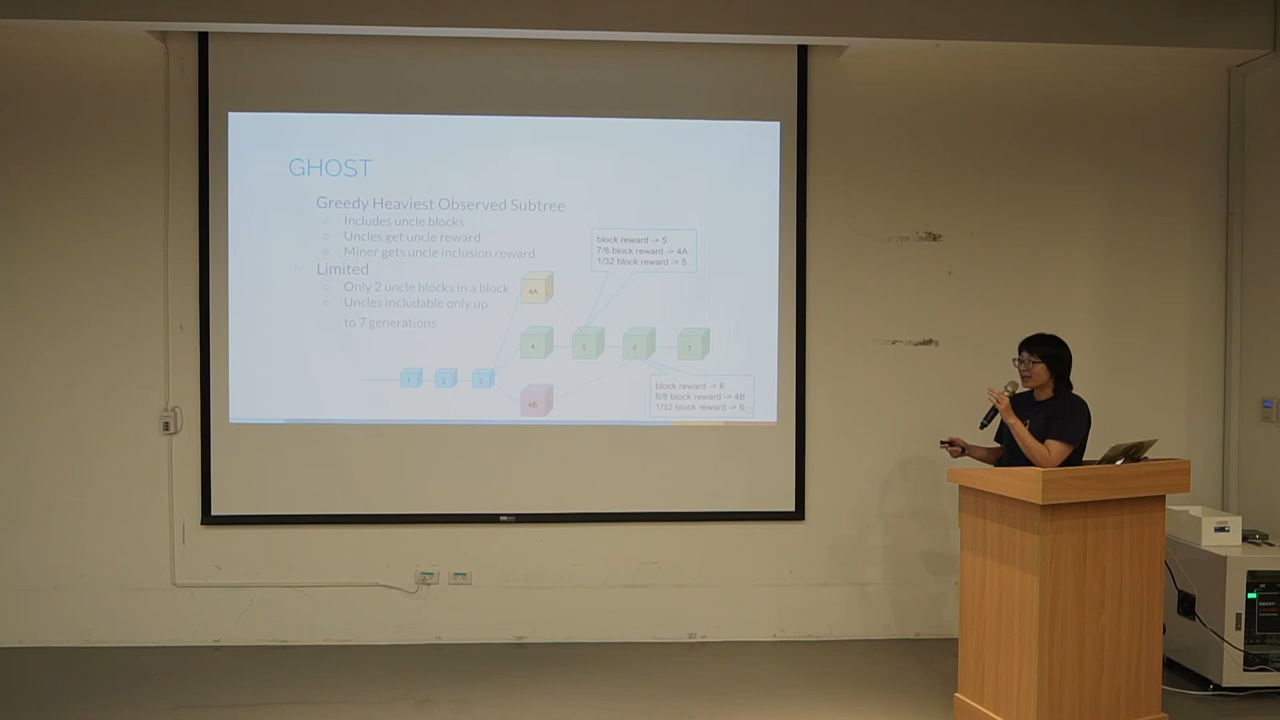 GHOST
Greedy Heaviest Observed Subtree
Includes uncle blocks
Uncles get uncle reward
Miner gets uncle inclusion reward
Limited
Only 2 uncle blocks in a block
Uncles includable only up
to 7 generations
block reward -> 5
7/8 block reward -> 4A
1/32 block reward -> 5
4A
4
5
6
7
1
2
3
4B
block reward -> 6
6/8 block reward -> 4B
1/32 block reward -> 6